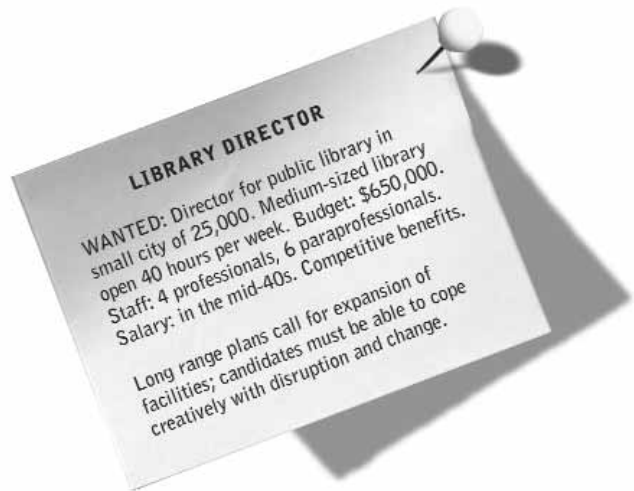 LIBRARY DIRECTOR
WANTED: Director for public library in
small city of 25,000. Medium-sized library
open 40 hours per week. Budget: $650,000.
Staff: 4 professionals, 6 paraprofessionals.
Salary: in the mid-40s. Competitive benefits.
Long range plans call for expansion of
facilities; candidates must be able to cope
creatively with disruption and change.